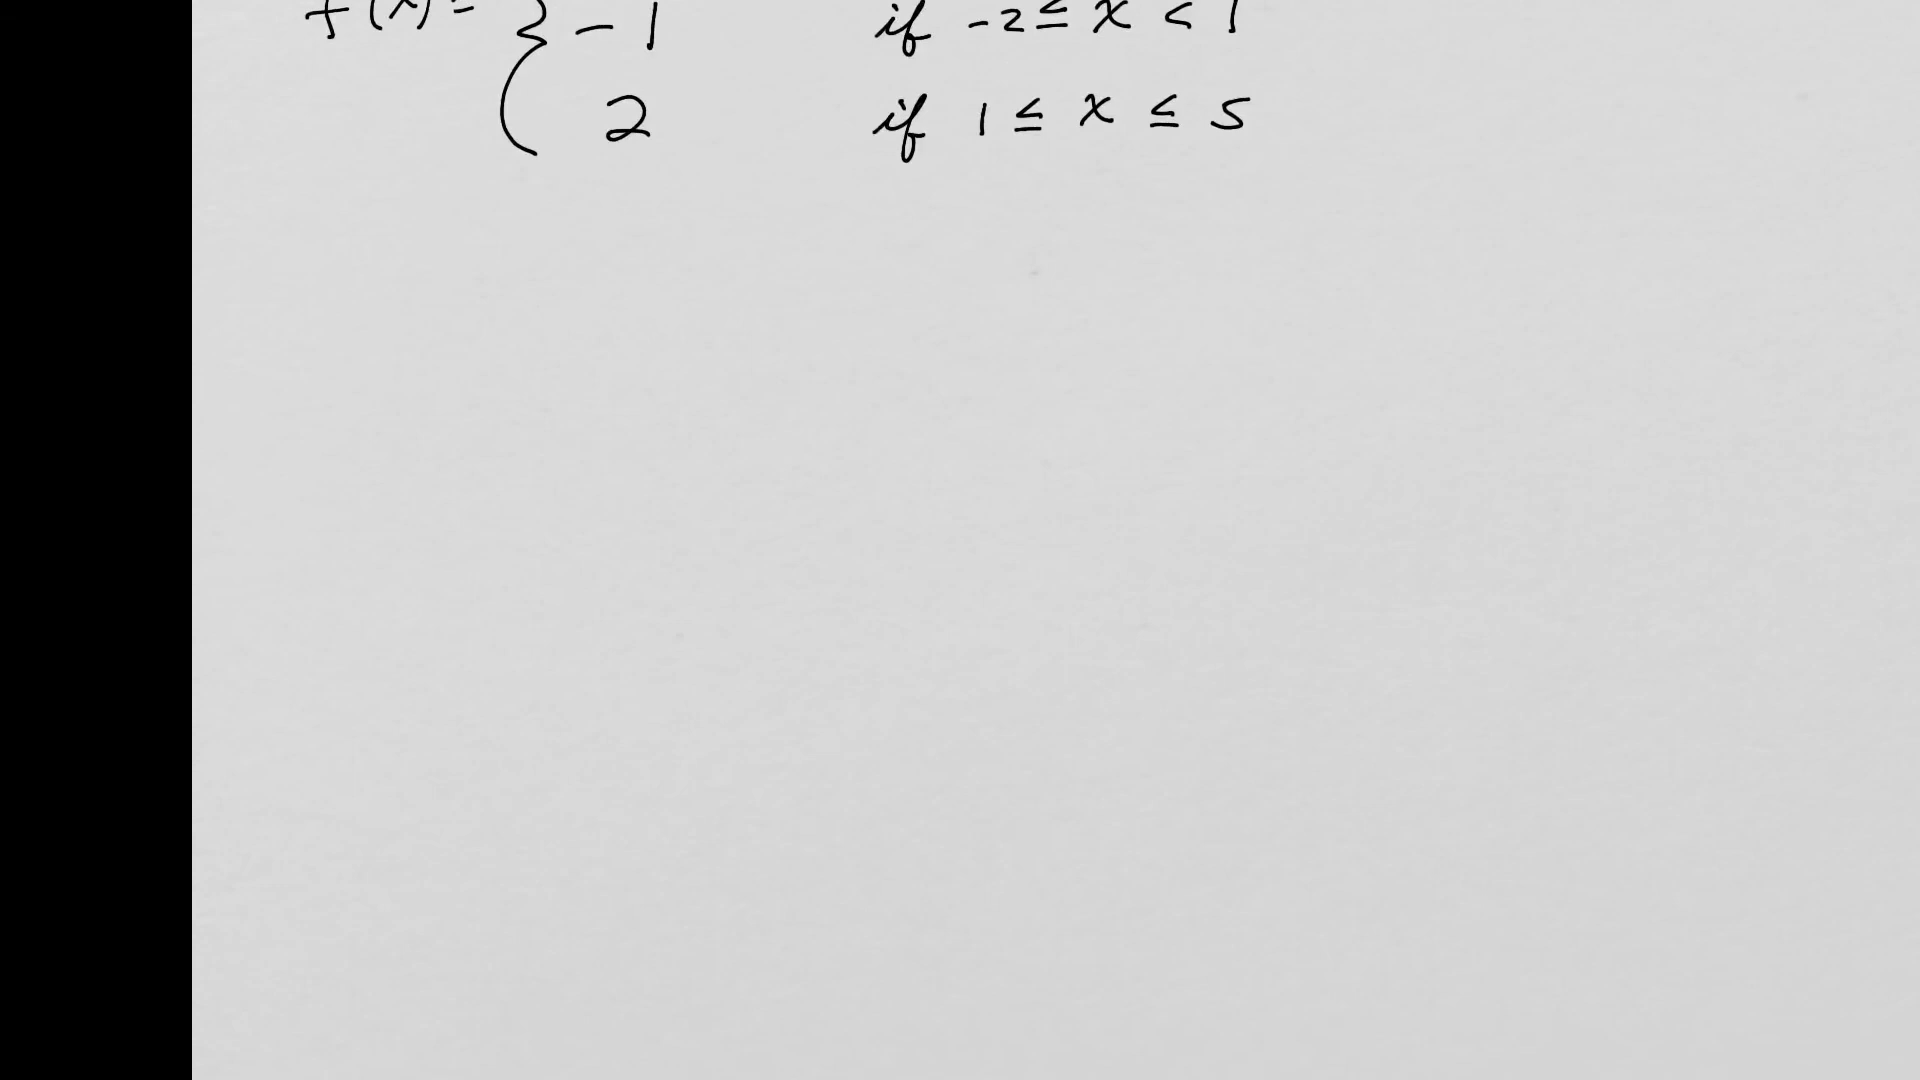 f(x) = { -1 if -2 ≤ x < 1
2 if 1 ≤ x ≤ 5